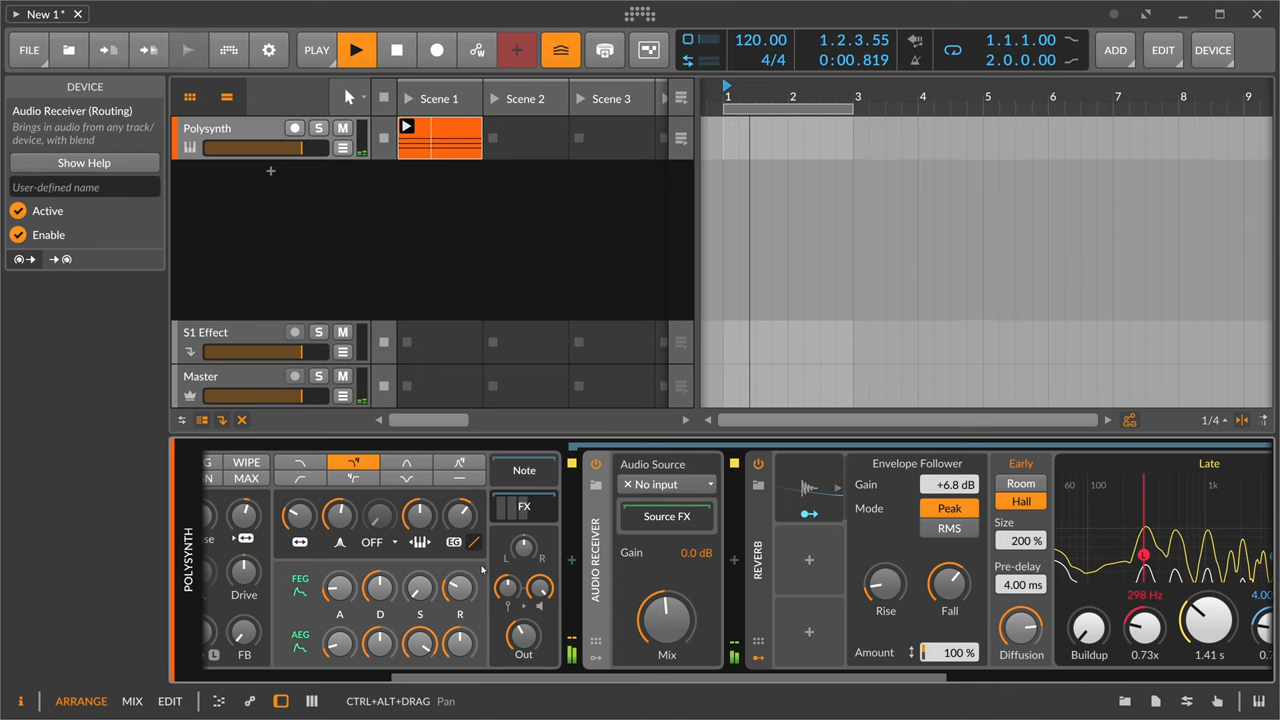 New 1*
FILE
PLAY
120.00
4/4
1.2.3.55
0:00.819
1.1.1.00
2.0.0.00
ADD
EDIT
DEVICE
DEVICE
Audio Receiver (Routing)
Brings in audio from any track/
device, with blend
Show Help
User-defined name
Active
Enable
Scene 1
Scene 2
Scene 3
1 2 3 4 5 6 7 8 9
Polysynth
S M
S1 Effect
S M
Master
S M
1/4
POLYSYNTH
WIPE
MAX
Drive
FB
L
OFF
EG
FEG
A D S R
AEG
Note
FX
L R
Out
AUDIO RECEIVER
Audio Source
No input
Source FX
Gain 0.0 dB
Mix
REVERB
Envelope Follower
Gain +6.8 dB
Mode Peak
RMS
Rise Fall
Amount 100 %
Early
Room
Hall
Size
200 %
Pre-delay
4.00 ms
Diffusion
Late
60 100 1k
L
298 Hz
4.00
Buildup 0.73x 1.41 s
ARRANGE MIX EDIT
CTRL+ALT+DRAG Pan